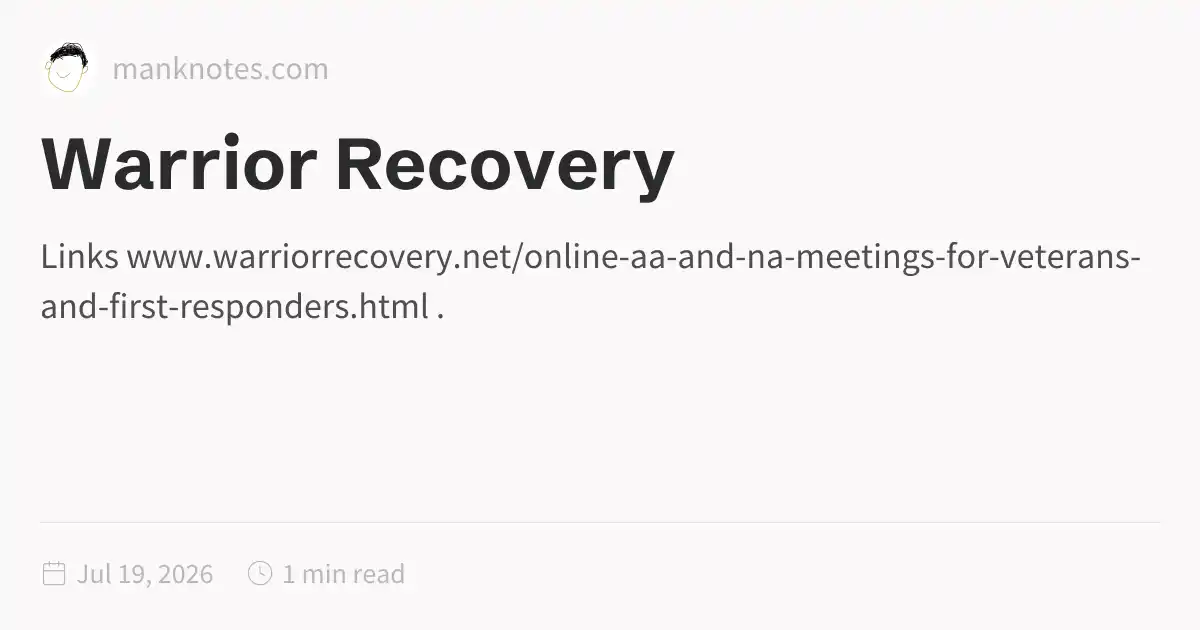 manknotes.com
Warrior Recovery
Links www.warriorrecovery.net/online-aa-and-na-meetings-for-veterans-
and-first-responders.html .
Jul 19, 2026 1 min read